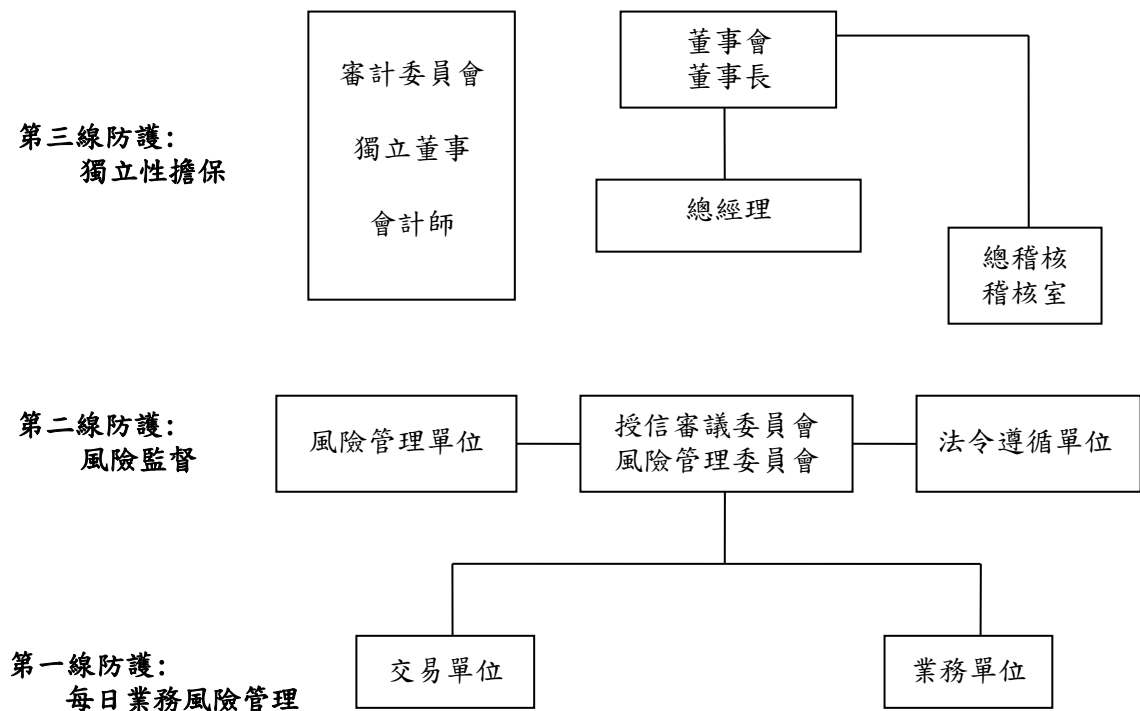 第三線防護:
獨立性擔保
審計委員會
獨立董事
會計師
董事會
董事長
總經理
總稽核
稽核室
第二線防護:
風險監督
風險管理單位
授信審議委員會
風險管理委員會
法令遵循單位
第一線防護:
每日業務風險管理
交易單位
業務單位